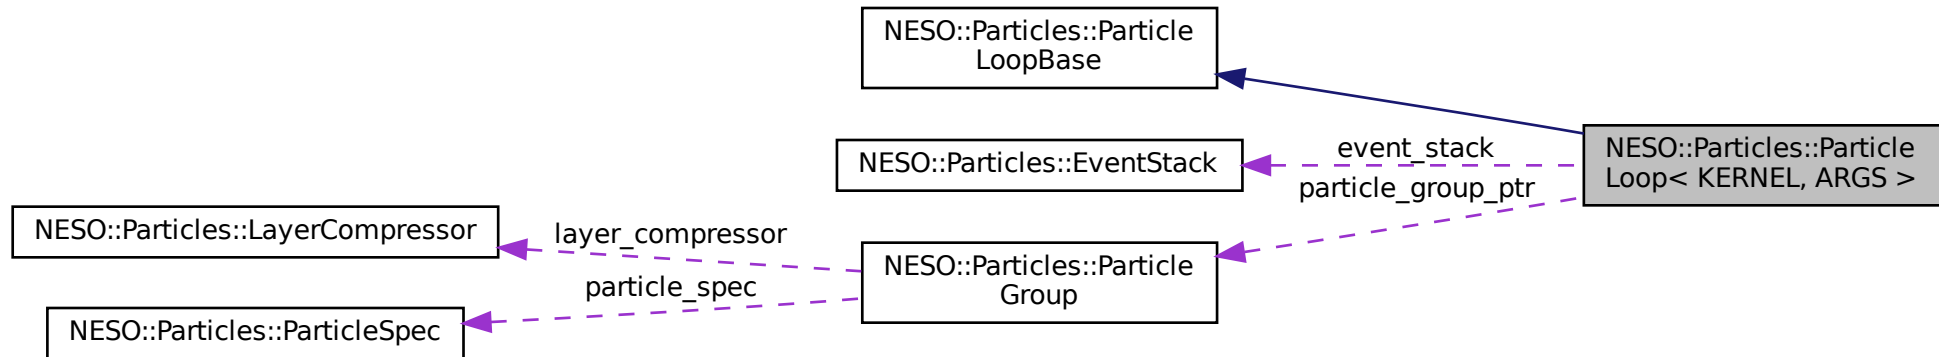 NESO::Particles::Particle
LoopBase
NESO::Particles::EventStack
event_stack
particle_group_ptr
NESO::Particles::Particle
Loop< KERNEL, ARGS >
NESO::Particles::LayerCompressor
layer_compressor
particle_spec
NESO::Particles::Particle
Group
NESO::Particles::ParticleSpec